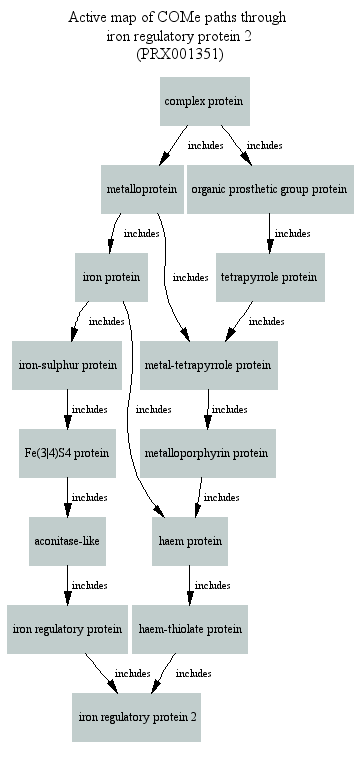 Active map of COMe paths through
iron regulatory protein 2
(PRX001351)
complex protein
includes includes
metalloprotein organic prosthetic group protein
includes includes
iron protein includes tetrapyrrole protein
includes includes
iron-sulphur protein metal-tetrapyrrole protein
includes includes includes
Fe(3|4)S4 protein metalloporphyrin protein
includes includes
aconitase-like haem protein
includes includes
iron regulatory protein haem-thiolate protein
includes includes
iron regulatory protein 2